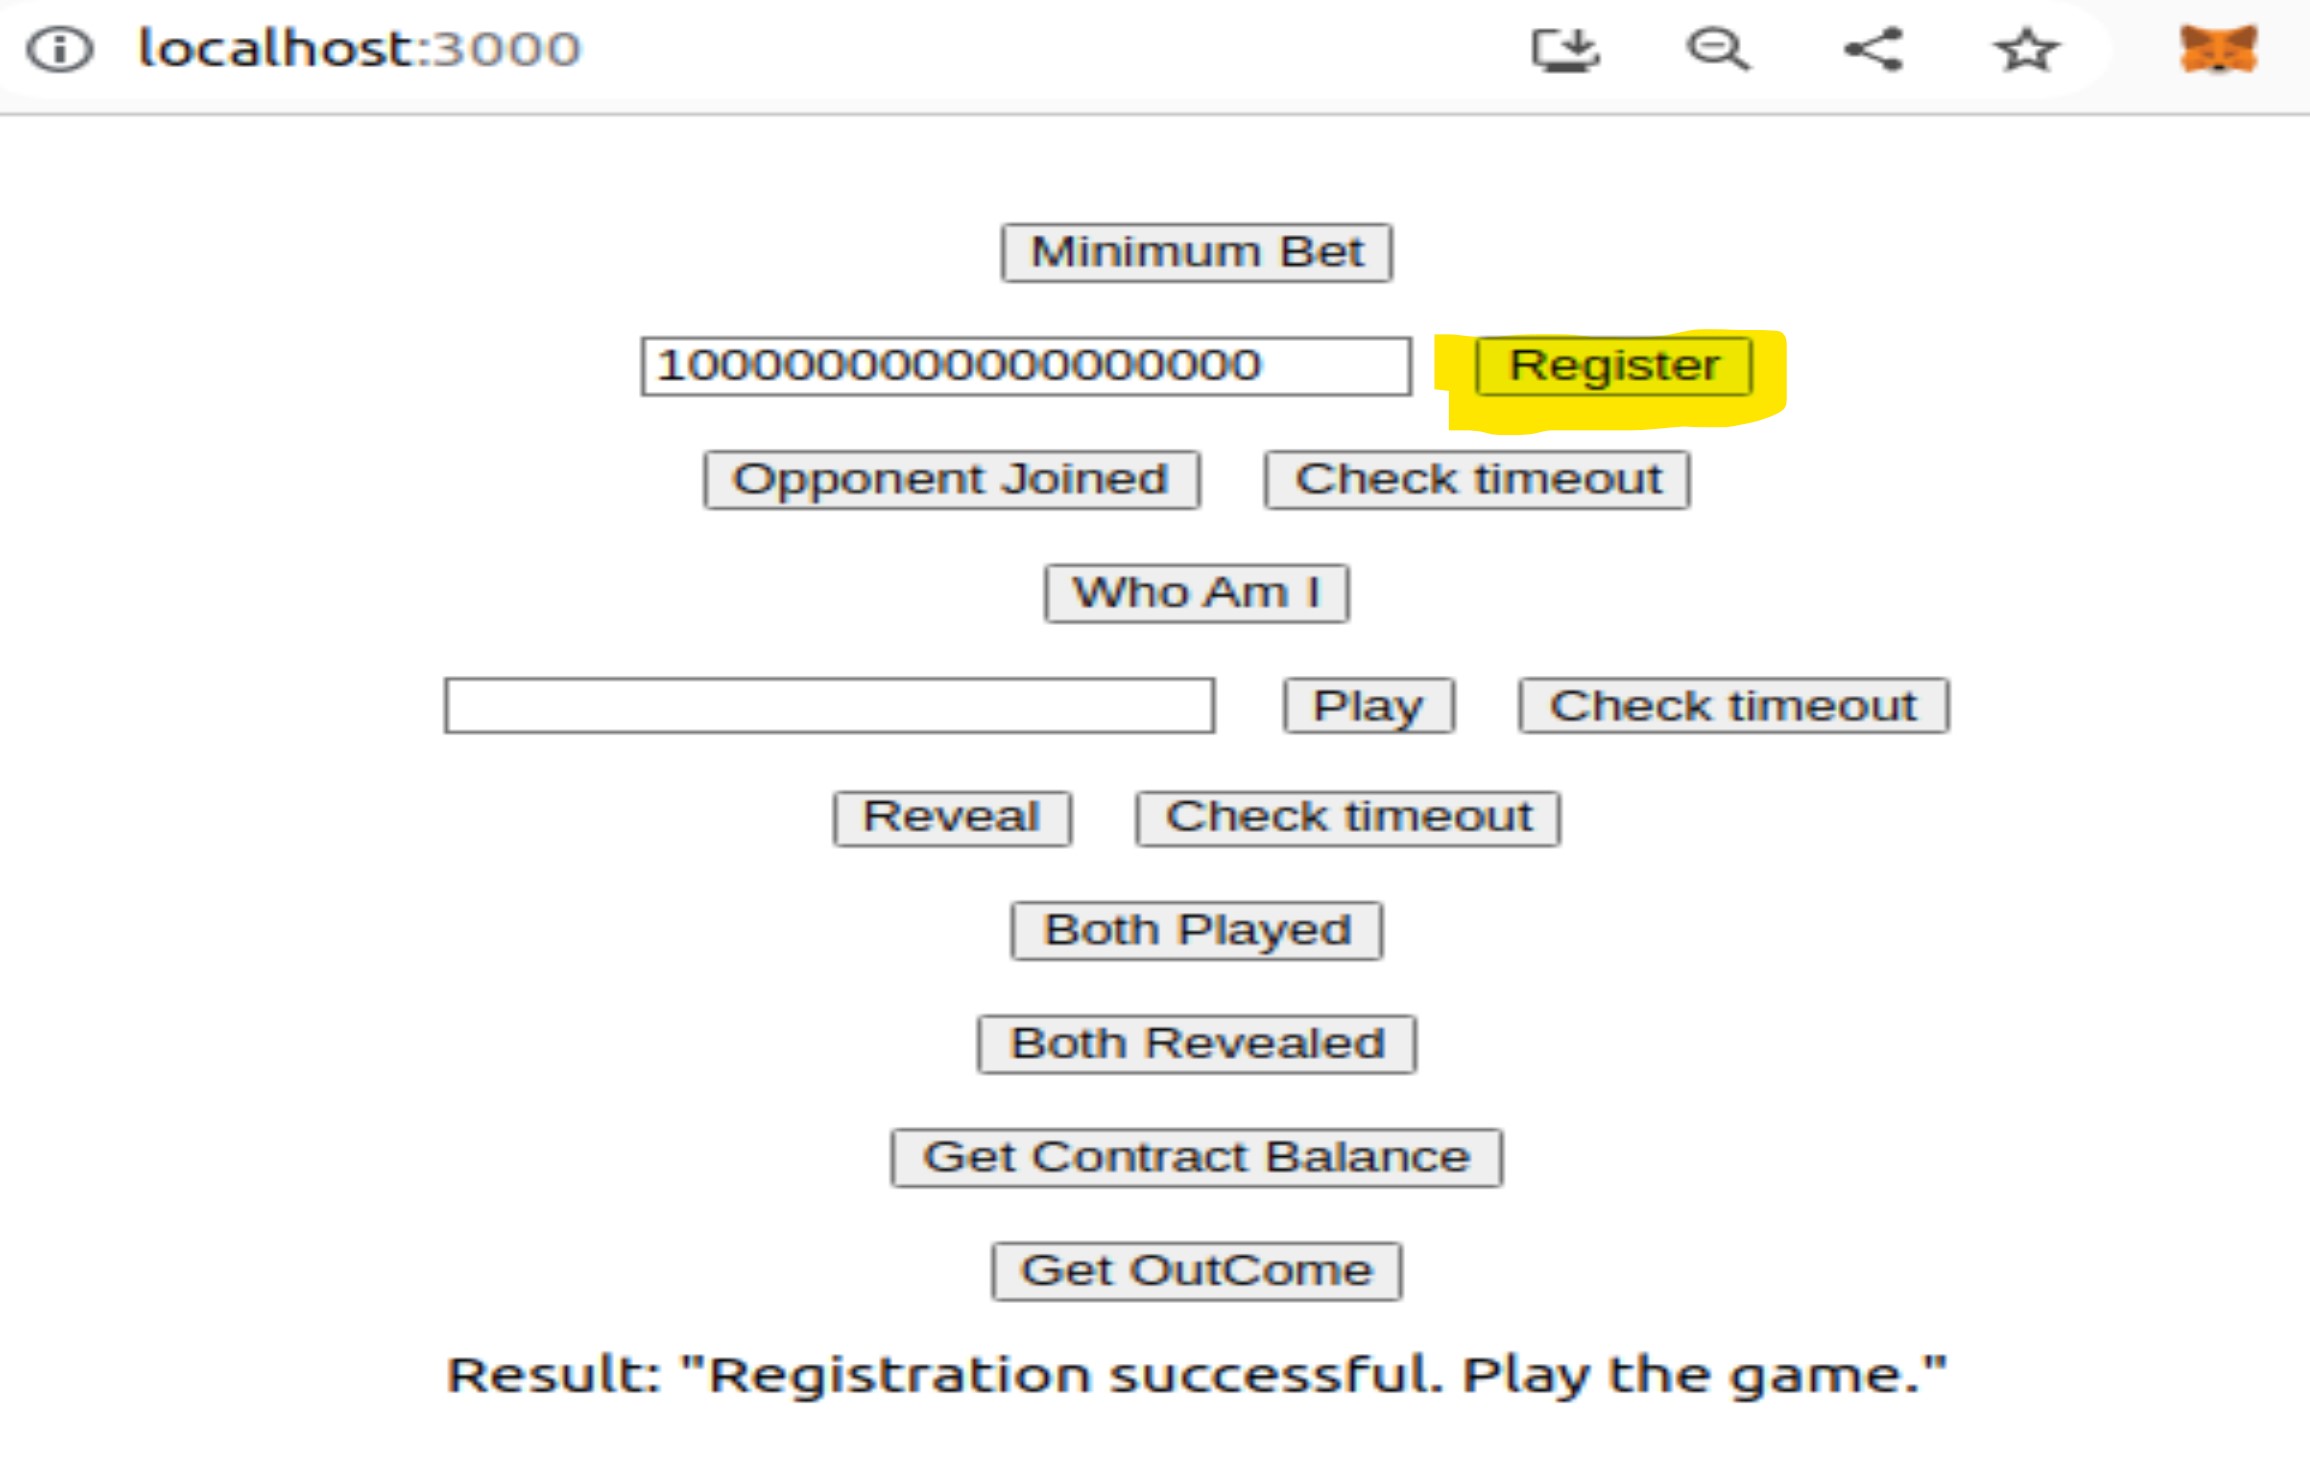 localhost:3000
Minimum Bet
1000000000000000000 Register
Opponent Joined Check timeout
Who Am I
Play Check timeout
Reveal Check timeout
Both Played
Both Revealed
Get Contract Balance
Get OutCome
Result: "Registration successful. Play the game."